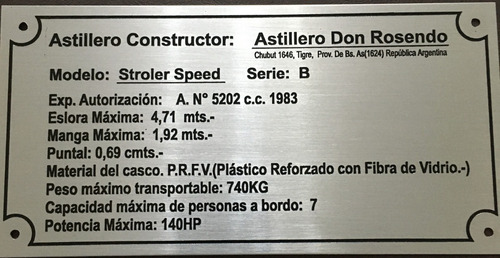 Astillero Constructor: Astillero Don Rosendo
Chubut 1646, Tigre, Prov. De Bs. As(1624) República Argentina
Modelo: Stroler Speed Serie: B
Exp. Autorización: A. N° 5202 c.c. 1983
Eslora Máxima: 4,71 mts.-
Manga Máxima: 1,92 mts.-
Puntal: 0,69 cmts.-
Material del casco. P.R.F.V.(Plástico Reforzado con Fibra de Vidrio.-)
Peso máximo transportable: 740KG
Capacidad máxima de personas a bordo: 7
Potencia Máxima: 140HP